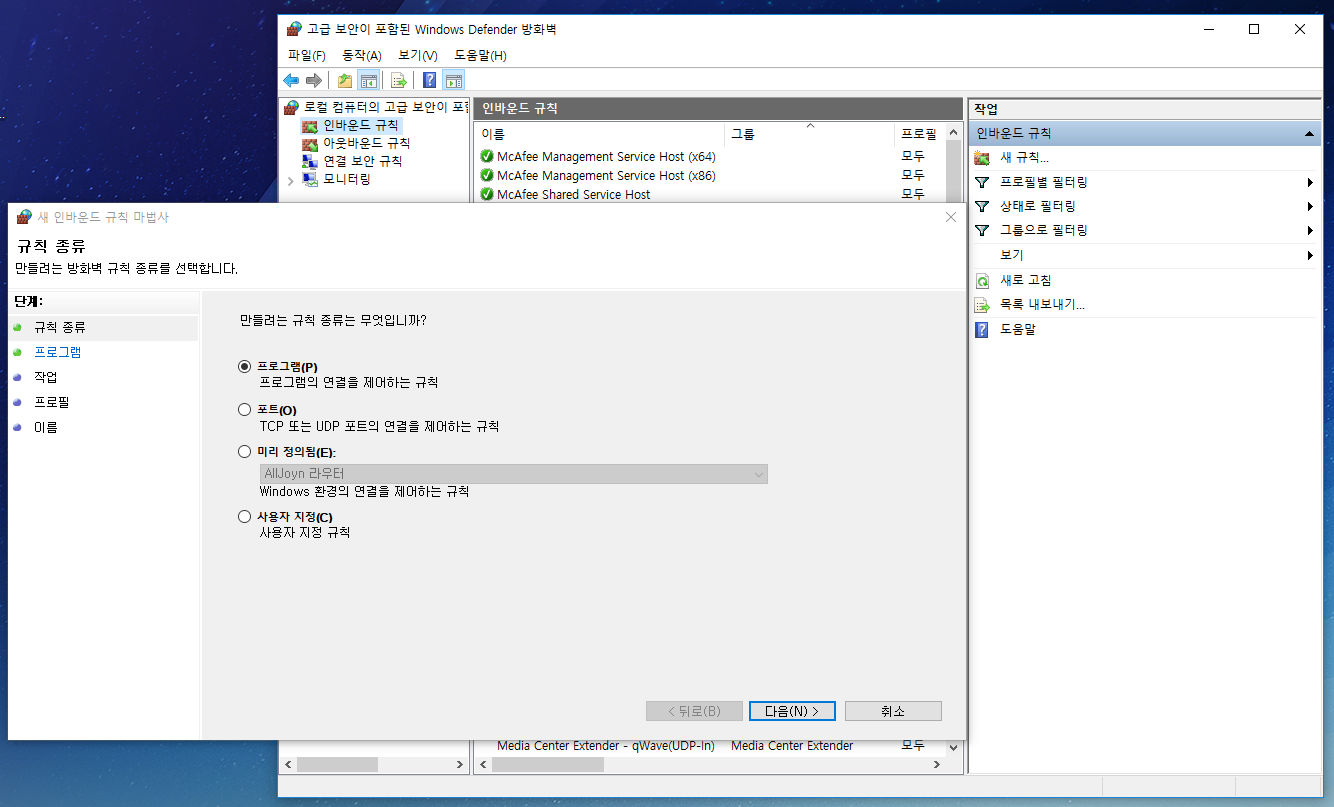 고급 보안이 포함된 Windows Defender 방화벽
파일(F) 동작(A) 보기(V) 도움말(H)
로컬 컴퓨터의 고급 보안이
인바운드 규칙
아웃바운드 규칙
연결 보안 규칙
모니터링
인바운드 규칙
이름 그룹 프로필
McAfee Management Service Host (x64) 모두
McAfee Management Service Host (x86) 모두
McAfee Shared Service Host 모두
Media Center Extender - qWave(UDP-In) Media Center Extender 모두
작업
인바운드 규칙
새 규칙...
프로필별 필터링
상태로 필터링
그룹으로 필터링
보기
새로 고침
목록 내보내기...
도움말
새 인바운드 규칙 마법사
규칙 종류
만들려는 방화벽 규칙 종류를 선택합니다.
단계:
규칙 종류
프로그램
작업
프로필
이름
만들려는 규칙 종류는 무엇입니까?
프로그램(P)
프로그램의 연결을 제어하는 규칙
포트(O)
TCP 또는 UDP 포트의 연결을 제어하는 규칙
미리 정의됨(E):
AllJoyn 라우터
Windows 환경의 연결을 제어하는 규칙
사용자 지정(C)
사용자 지정 규칙
< 뒤로(B) 다음(N) > 취소